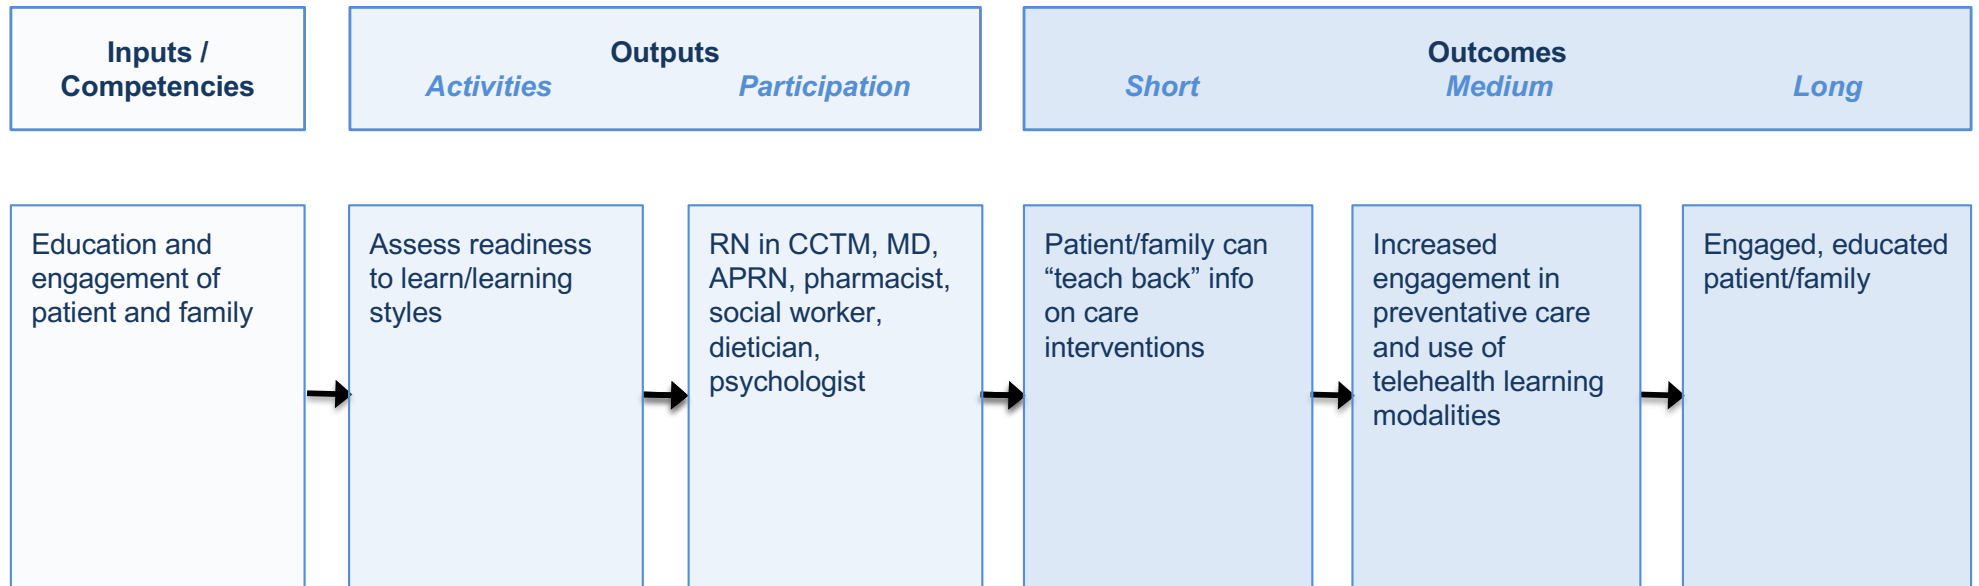 Inputs /
Competencies
Outputs
Activities
Participation
Outcomes
Short
Medium
Long
Education and
engagement of
patient and family
Assess readiness
to learn/learning
styles
RN in CCTM, MD,
APRN, pharmacist,
social worker,
dietician,
psychologist
Patient/family can
“teach back” info
on care
interventions
Increased
engagement in
preventative care
and use of
telehealth learning
modalities
Engaged, educated
patient/family